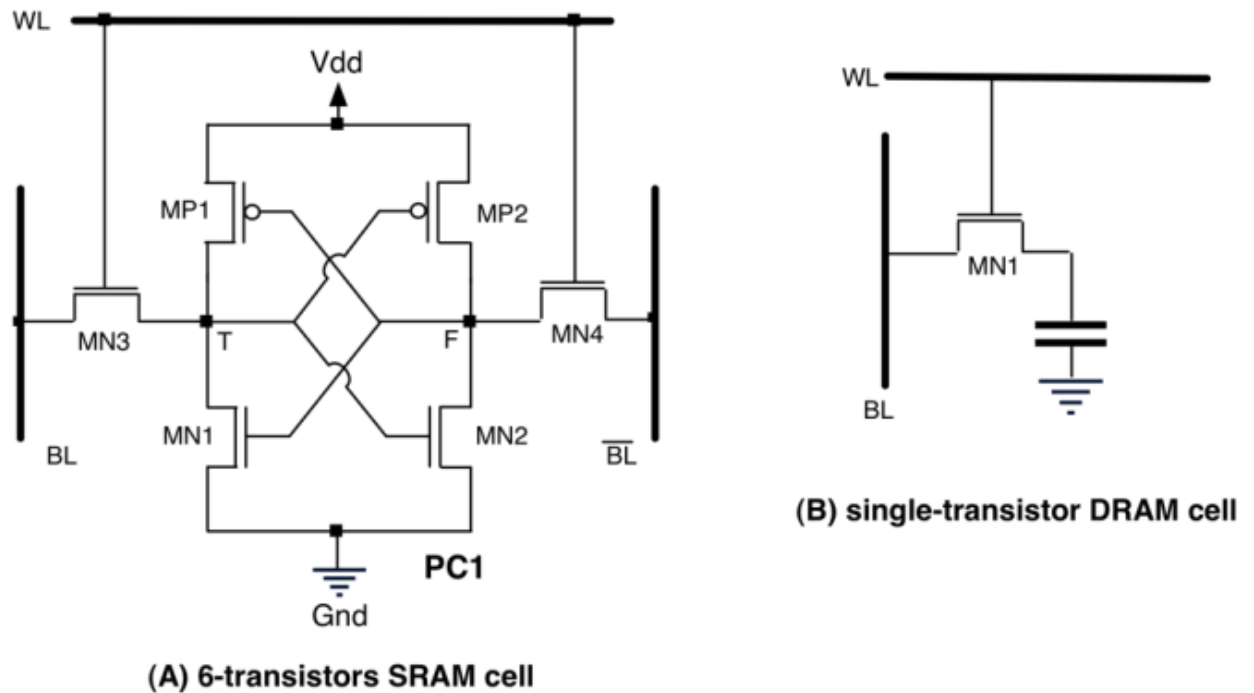 WL
Vdd
MP1
MP2
MN3
T
F
MN4
MN1
MN2
BL
BL
PC1
Gnd
(A) 6-transistors SRAM cell
WL
MN1
BL
(B) single-transistor DRAM cell